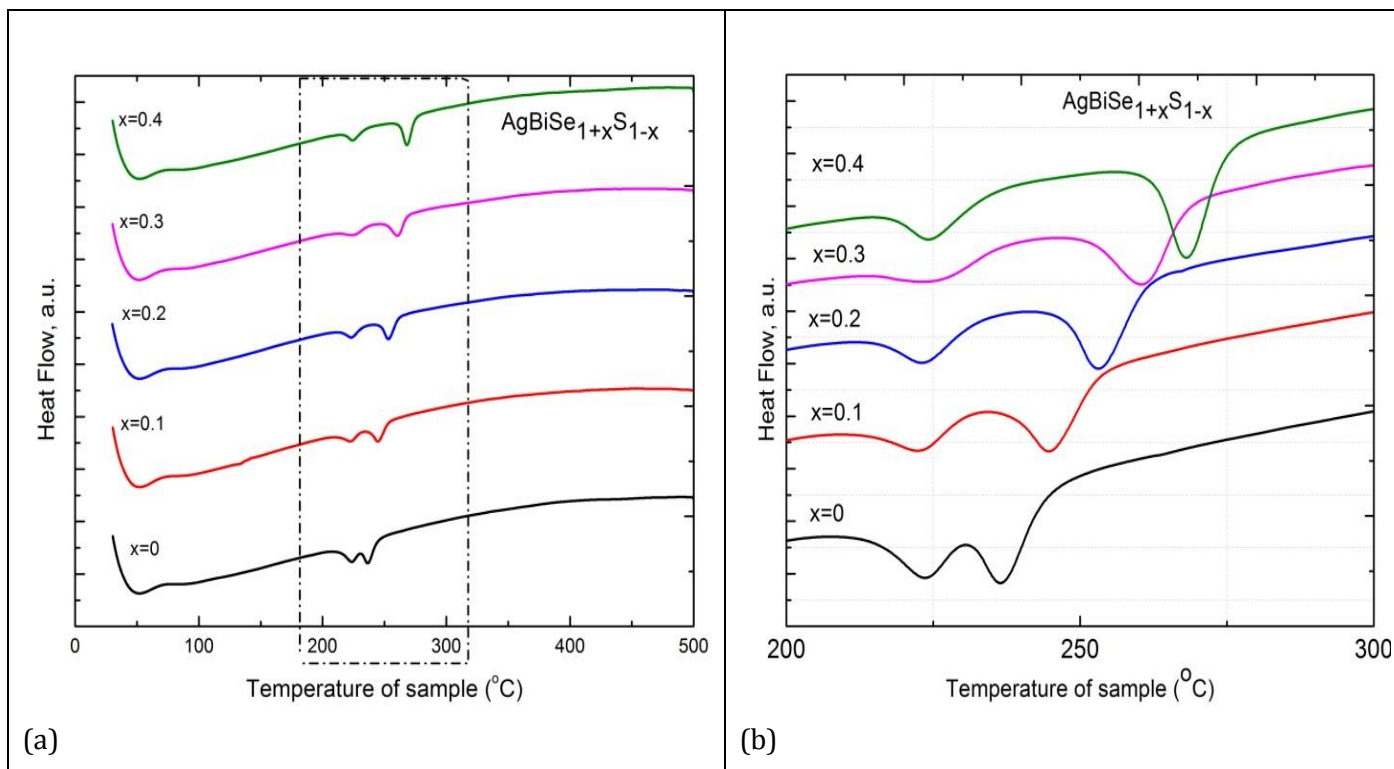 AgBiSe1+xS1-x
x=0.4
x=0.3
x=0.2
x=0.1
x=0
Heat Flow, a.u.
0 100 200 300 400 500
Temperature of sample (°C)
(a)
AgBiSe1+xS1-x
x=0.4
x=0.3
x=0.2
x=0.1
x=0
Heat Flow, a.u.
200 250 300
Temperature of sample (°C)
(b)